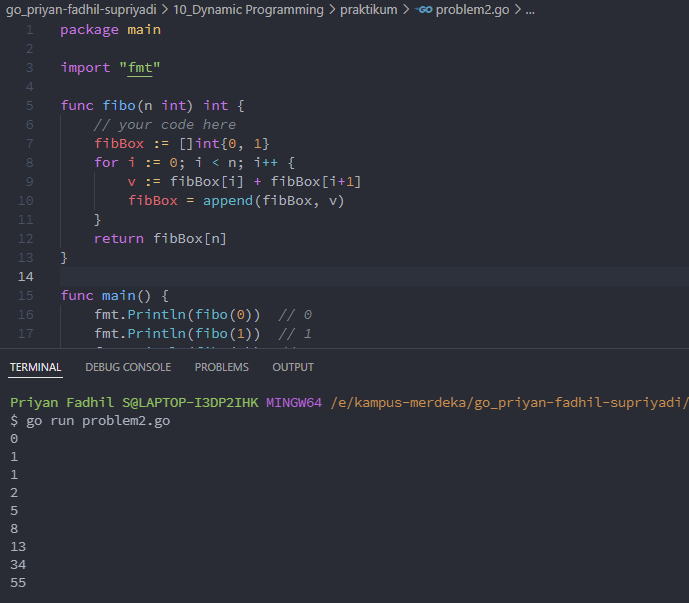 go_priyan-fadhil-supriyadi > 10_Dynamic Programming > praktikum > GO problem2.go > ...
1 package main
2
3 import "fmt"
4
5 func fibo(n int) int {
6 // your code here
7 fibBox := []int{0, 1}
8 for i := 0; i < n; i++ {
9 v := fibBox[i] + fibBox[i+1]
10 fibBox = append(fibBox, v)
11 }
12 return fibBox[n]
13 }
14
15 func main() {
16 fmt.Println(fibo(0)) // 0
17 fmt.Println(fibo(1)) // 1
TERMINAL DEBUG CONSOLE PROBLEMS OUTPUT
Priyan Fadhil S@LAPTOP-I3DP2IHK MINGW64 /e/kampus-merdeka/go_priyan-fadhil-supriyadi/
$ go run problem2.go
0
1
1
2
5
8
13
34
55